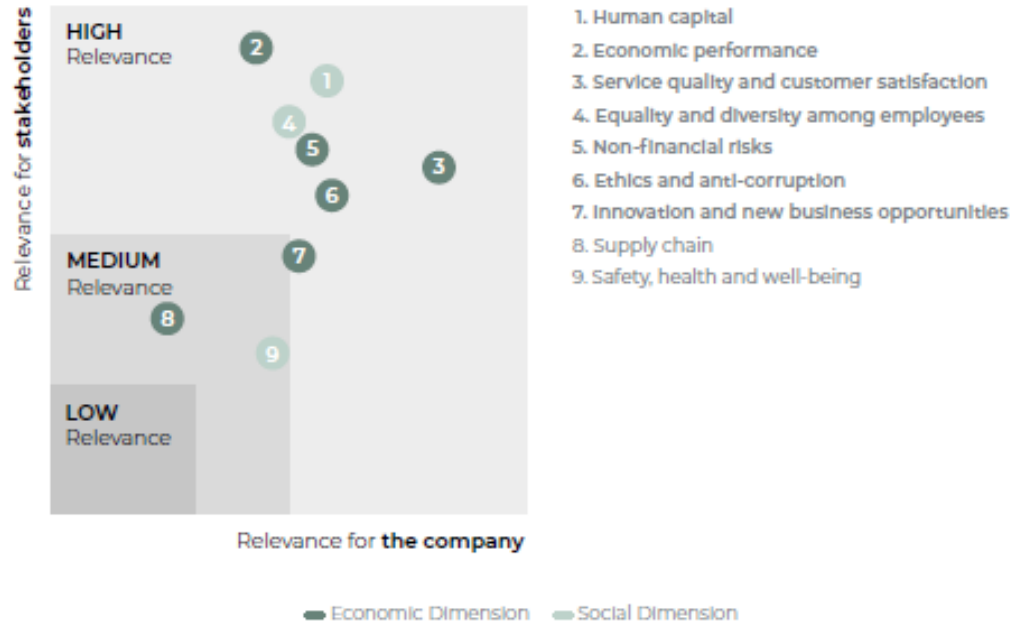 Relevance for stakeholders
HIGH
Relevance
2
1
4
5
3
6
MEDIUM
Relevance
7
8
9
LOW
Relevance
Relevance for the company
Economic Dimension
Social Dimension
1. Human capital
2. Economic performance
3. Service quality and customer satisfaction
4. Equality and diversity among employees
5. Non-financial risks
6. Ethics and anti-corruption
7. Innovation and new business opportunities
8. Supply chain
9. Safety, health and well-being